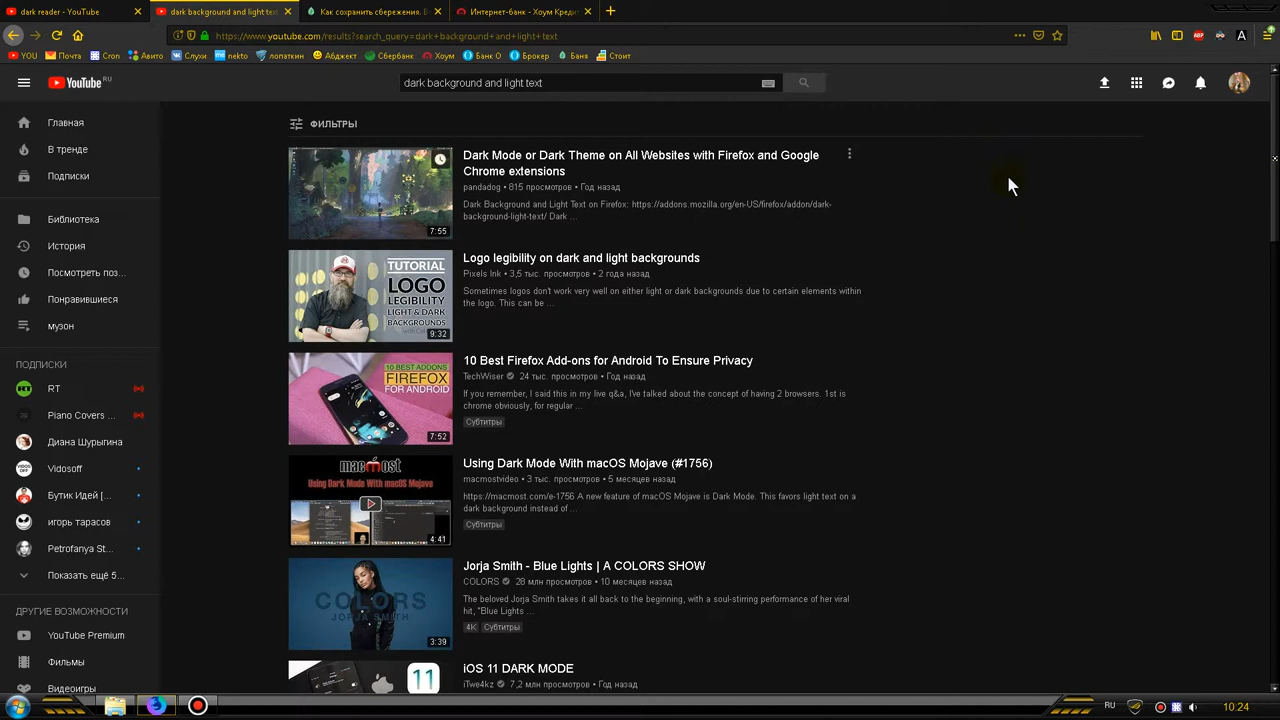 dark reader - YouTube
dark background and light text
Как сохранить сбережения. Е
Интернет-банк - Хоум Кредит
https://www.youtube.com/results?search_query=dark+background+and+light+text
YOU
Почта
Cron
Авито
Слухи
nekto
лопаткин
Абджект
Сбербанк
Хоум
Банк О
Брокер
Баня
Стоит
YouTube RU
dark background and light text
Главная
В тренде
Подписки
Библиотека
История
Посмотреть поз...
Понравившиеся
музон
ПОДПИСКИ
RT
Piano Covers ...
Диана Шурыгина
Vidosoff
Бутик Идей [...
игорь тарасов
Petrofanya St...
Показать ещё 5...
ДРУГИЕ ВОЗМОЖНОСТИ
YouTube Premium
Фильмы
Видеоигры
ФИЛЬТРЫ
7:55
Dark Mode or Dark Theme on All Websites with Firefox and Google
Chrome extensions
pandadog • 815 просмотров • Год назад
Dark Background and Light Text on Firefox: https://addons.mozilla.org/en-US/firefox/addon/dark-
background-light-text/ Dark ...
TUTORIAL
LOGO
LEGIBILITY
LIGHT & DARK
BACKGROUNDS
9:32
Logo legibility on dark and light backgrounds
Pixels Ink • 3,5 тыс. просмотров • 2 года назад
Sometimes logos don't work very well on either light or dark backgrounds due to certain elements within
the logo. This can be ...
10 BEST ADDONS
FIREFOX
FOR ANDROID
7:52
10 Best Firefox Add-ons for Android To Ensure Privacy
TechWiser 24 тыс. просмотров • Год назад
If you remember, I said this in my live q&a, I've talked about the concept of having 2 browsers. 1st is
chrome obviously, for regular ...
Субтитры
macmost
Using Dark Mode With macOS Mojave
4:41
Using Dark Mode With macOS Mojave (#1756)
macmostvideo • 3 тыс. просмотров • 5 месяцев назад
https://macmost.com/e-1756 A new feature of macOS Mojave is Dark Mode. This favors light text on a
dark background instead of ...
Субтитры
COLORS
JORJA SMITH
3:39
Jorja Smith - Blue Lights | A COLORS SHOW
COLORS 28 млн просмотров • 10 месяцев назад
The beloved Jorja Smith takes it all back to the beginning, with a soul-stirring performance of her viral
hit, "Blue Lights ...
4K Субтитры
11
iOS 11 DARK MODE
iTwe4kz 7,2 млн просмотров • Год назад
RU
10:24